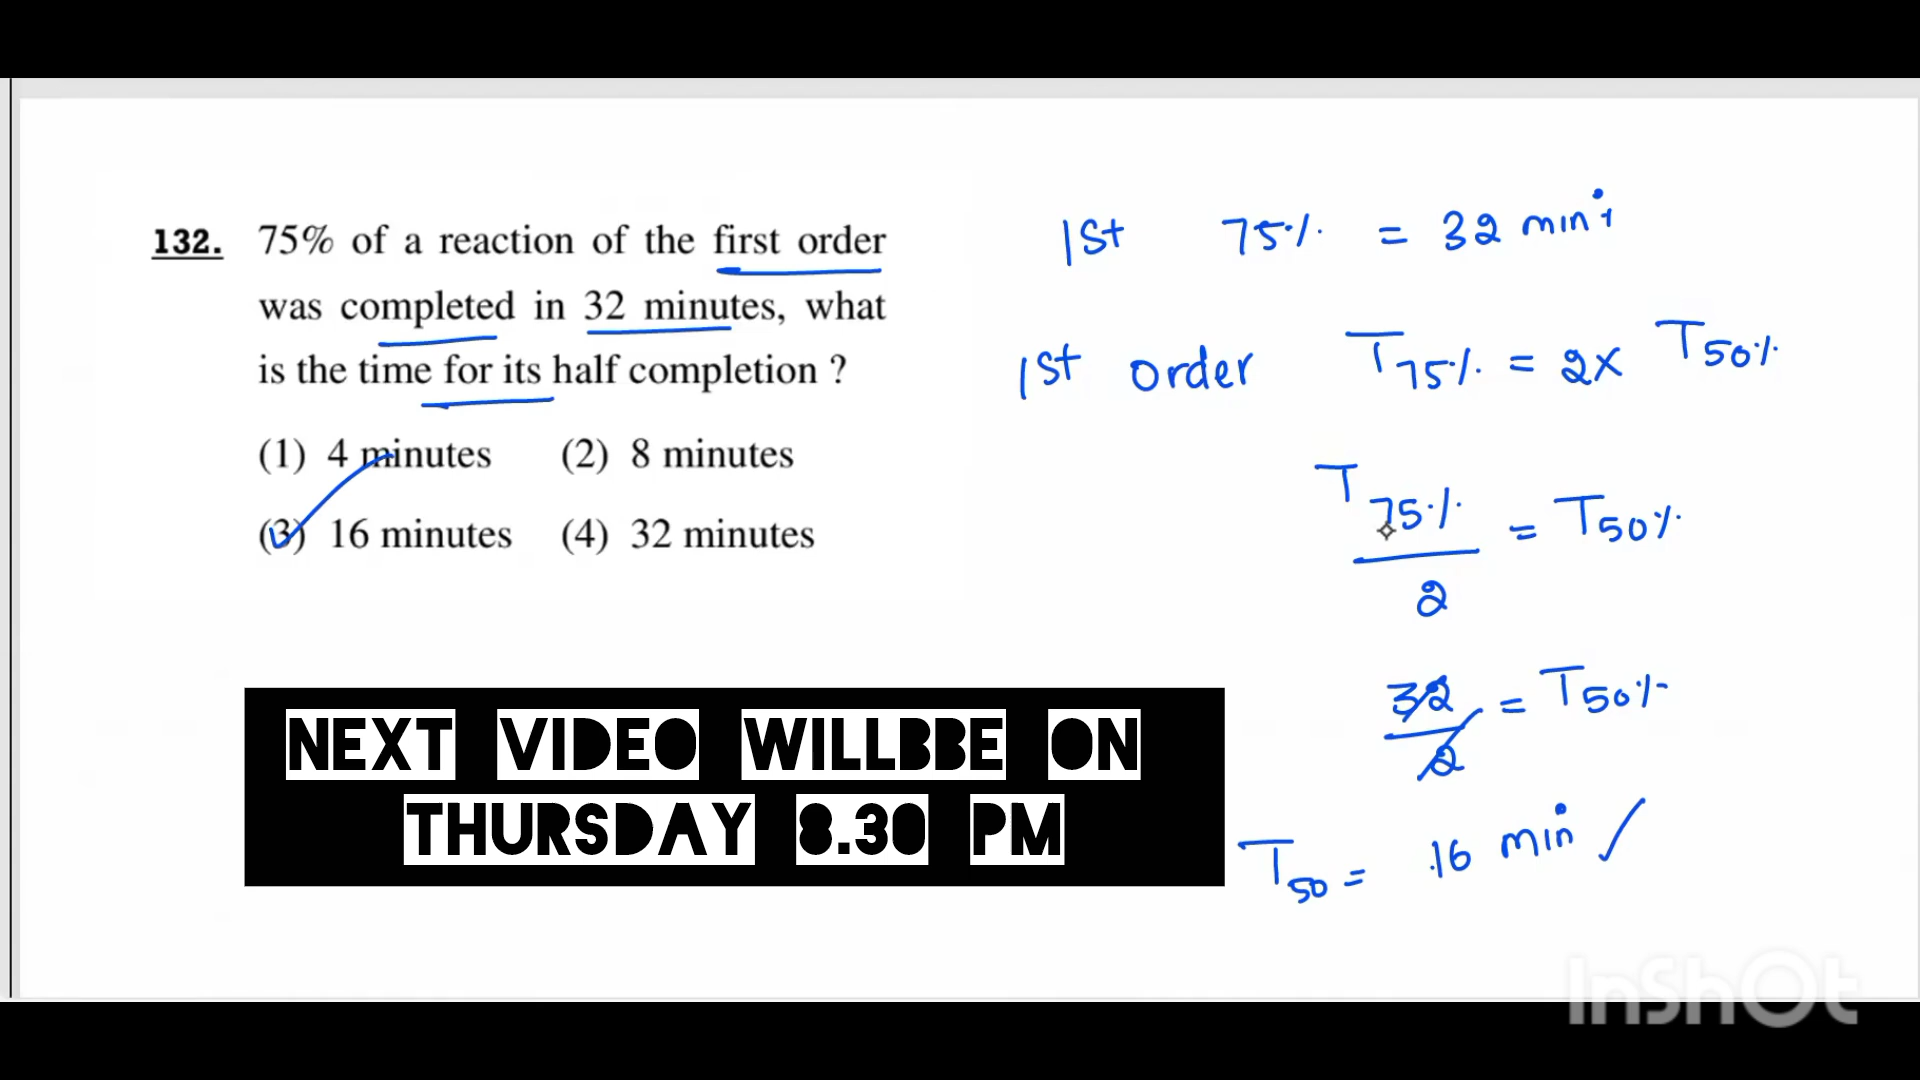 132. 75% of a reaction of the first order
was completed in 32 minutes, what
is the time for its half completion ?
(1) 4 minutes (2) 8 minutes
(3) 16 minutes (4) 32 minutes
1st 75% = 32 min
1st order T75% = 2x T50%
T75%/2 = T50%
32/2 = T50%
T50 = 16 min
NEXT VIDEO WILLBBE ON
THURSDAY 8.30 PM
InShOt